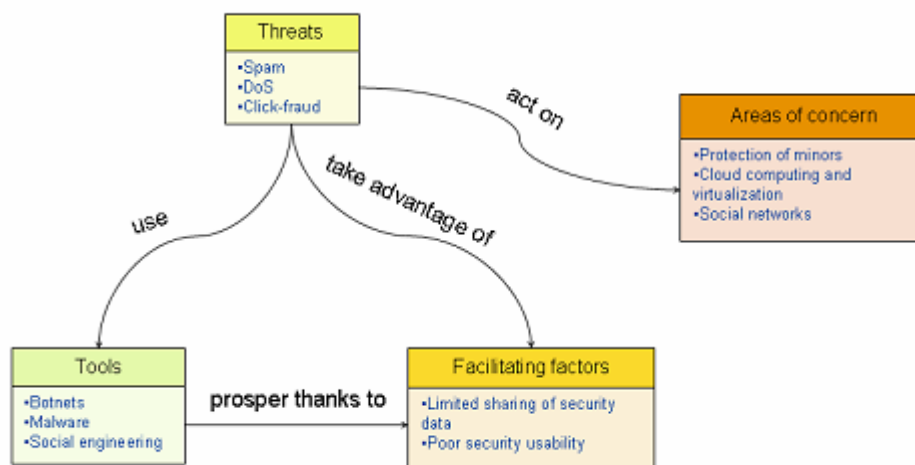 Threats
▪Spam
▪DoS
▪Click-fraud
act on
Areas of concern
▪Protection of minors
▪Cloud computing and
virtualization
▪Social networks
take advantage of
use
Tools
▪Botnets
▪Malware
▪Social engineering
prosper thanks to
Facilitating factors
▪Limited sharing of security
data
▪Poor security usability